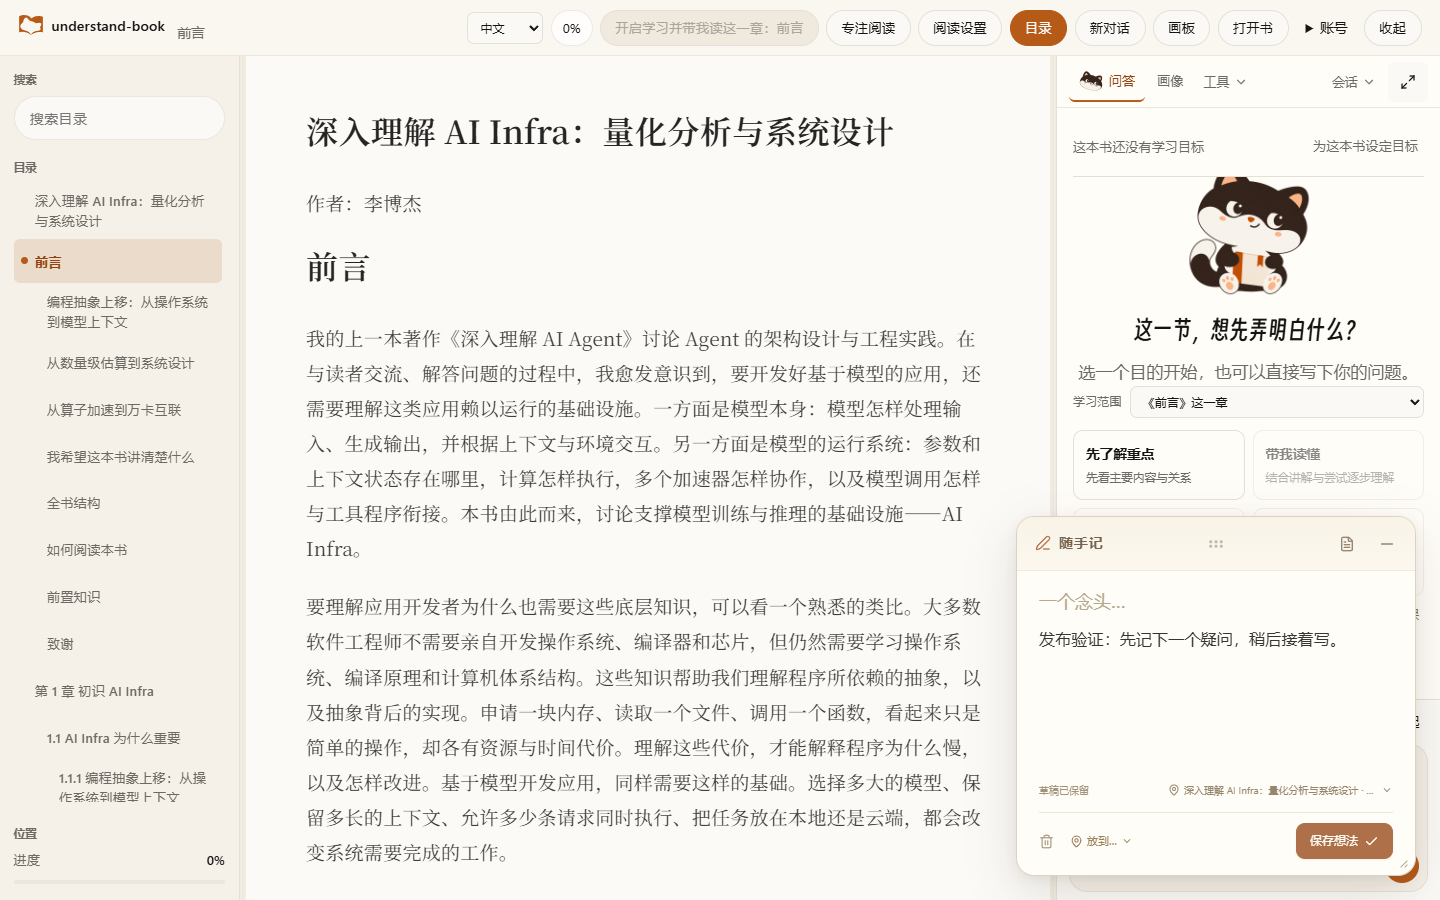 understand-book
前言
中文
0%
开启学习并带我读这一章：前言
专注阅读
阅读设置
目录
新对话
画板
打开书
账号
收起
搜索
搜索目录
目录
深入理解 AI Infra：量化分析
与系统设计
前言
编程抽象上移：从操作系统
到模型上下文
从数量级估算到系统设计
从算子加速到万卡互联
我希望这本书讲清楚什么
全书结构
如何阅读本书
前置知识
致谢
第 1 章 初识 AI Infra
1.1 AI Infra 为什么重要
1.1.1 编程抽象上移：从操
作系统到模型上下文
位置
进度
0%
深入理解 AI Infra：量化分析与系统设计
作者：李博杰
前言
我的上一本著作《深入理解 AI Agent》讨论 Agent 的架构设计与工程实践。在
与读者交流、解答问题的过程中，我愈发意识到，要开发好基于模型的应用，还
需要理解这类应用赖以运行的基础设施。一方面是模型本身：模型怎样处理输
入、生成输出，并根据上下文与环境交互。另一方面是模型的运行系统：参数和
上下文状态存在哪里，计算怎样执行，多个加速器怎样协作，以及模型调用怎样
与工具程序衔接。本书由此而来，讨论支撑模型训练与推理的基础设施——AI
Infra。
要理解应用开发者为什么也需要这些底层知识，可以看一个熟悉的类比。大多数
软件工程师不需要亲自开发操作系统、编译器和芯片，但仍然需要学习操作系
统、编译原理和计算机体系结构。这些知识帮助我们理解程序所依赖的抽象，以
及抽象背后的实现。申请一块内存、读取一个文件、调用一个函数，看起来只是
简单的操作，却各有资源与时间代价。理解这些代价，才能解释程序为什么慢，
以及怎样改进。基于模型开发应用，同样需要这样的基础。选择多大的模型、保
留多长的上下文、允许多少条请求同时执行、把任务放在本地还是云端，都会改
变系统需要完成的工作。
问答
画像
工具
会话
这本书还没有学习目标
为这本书设定目标
这一节，想先弄明白什么？
选一个目的开始，也可以直接写下你的问题。
学习范围
《前言》这一章
先了解重点
先看主要内容与关系
带我读懂
结合讲解与尝试逐步理解
随手记
一个念头...
发布验证：先记下一个疑问，稍后接着写。
草稿已保留
深入理解 AI Infra：量化分析与系统设计 · ...
放到...
保存想法